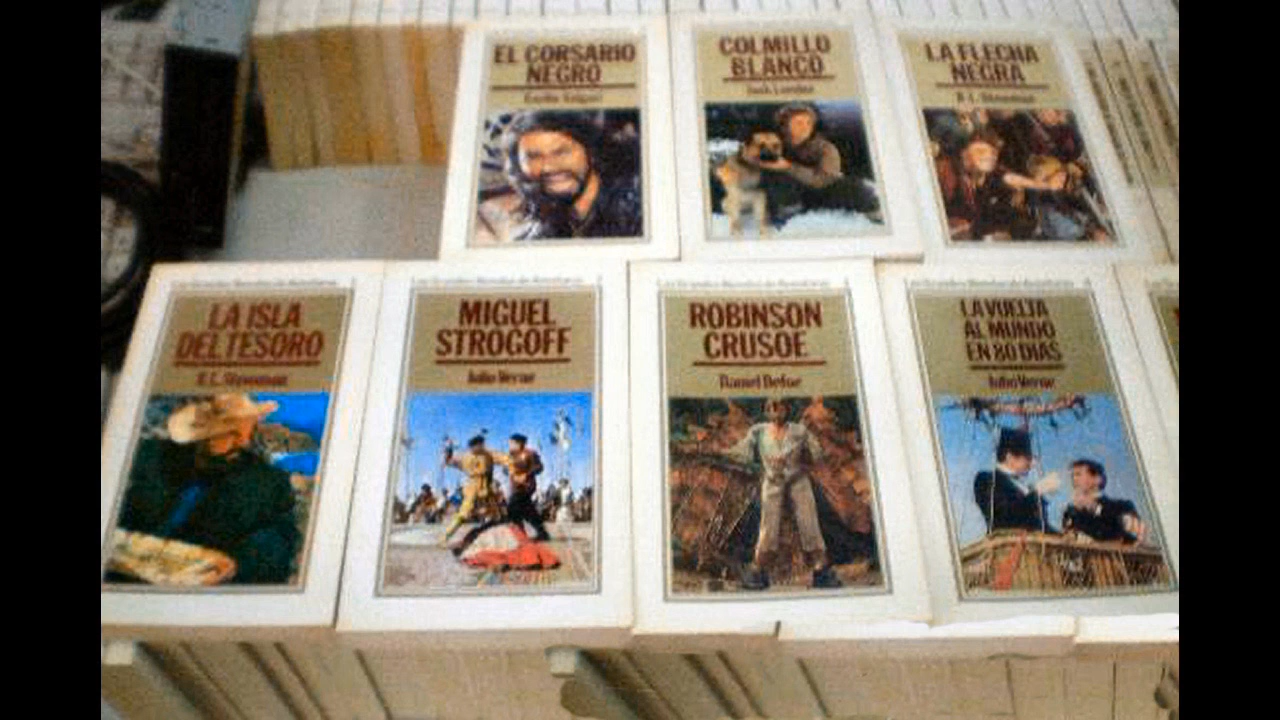 EL CORSARIO
NEGRO
Emilio Salgari
COLMILLO
BLANCO
Jack London
LA FLECHA
NEGRA
R. L. Stevenson
LA ISLA
DEL TESORO
R. L. Stevenson
MIGUEL
STROGOFF
Julio Verne
ROBINSON
CRUSOE
Daniel Defoe
LA VUELTA
AL MUNDO
EN 80 DIAS
Julio Verne